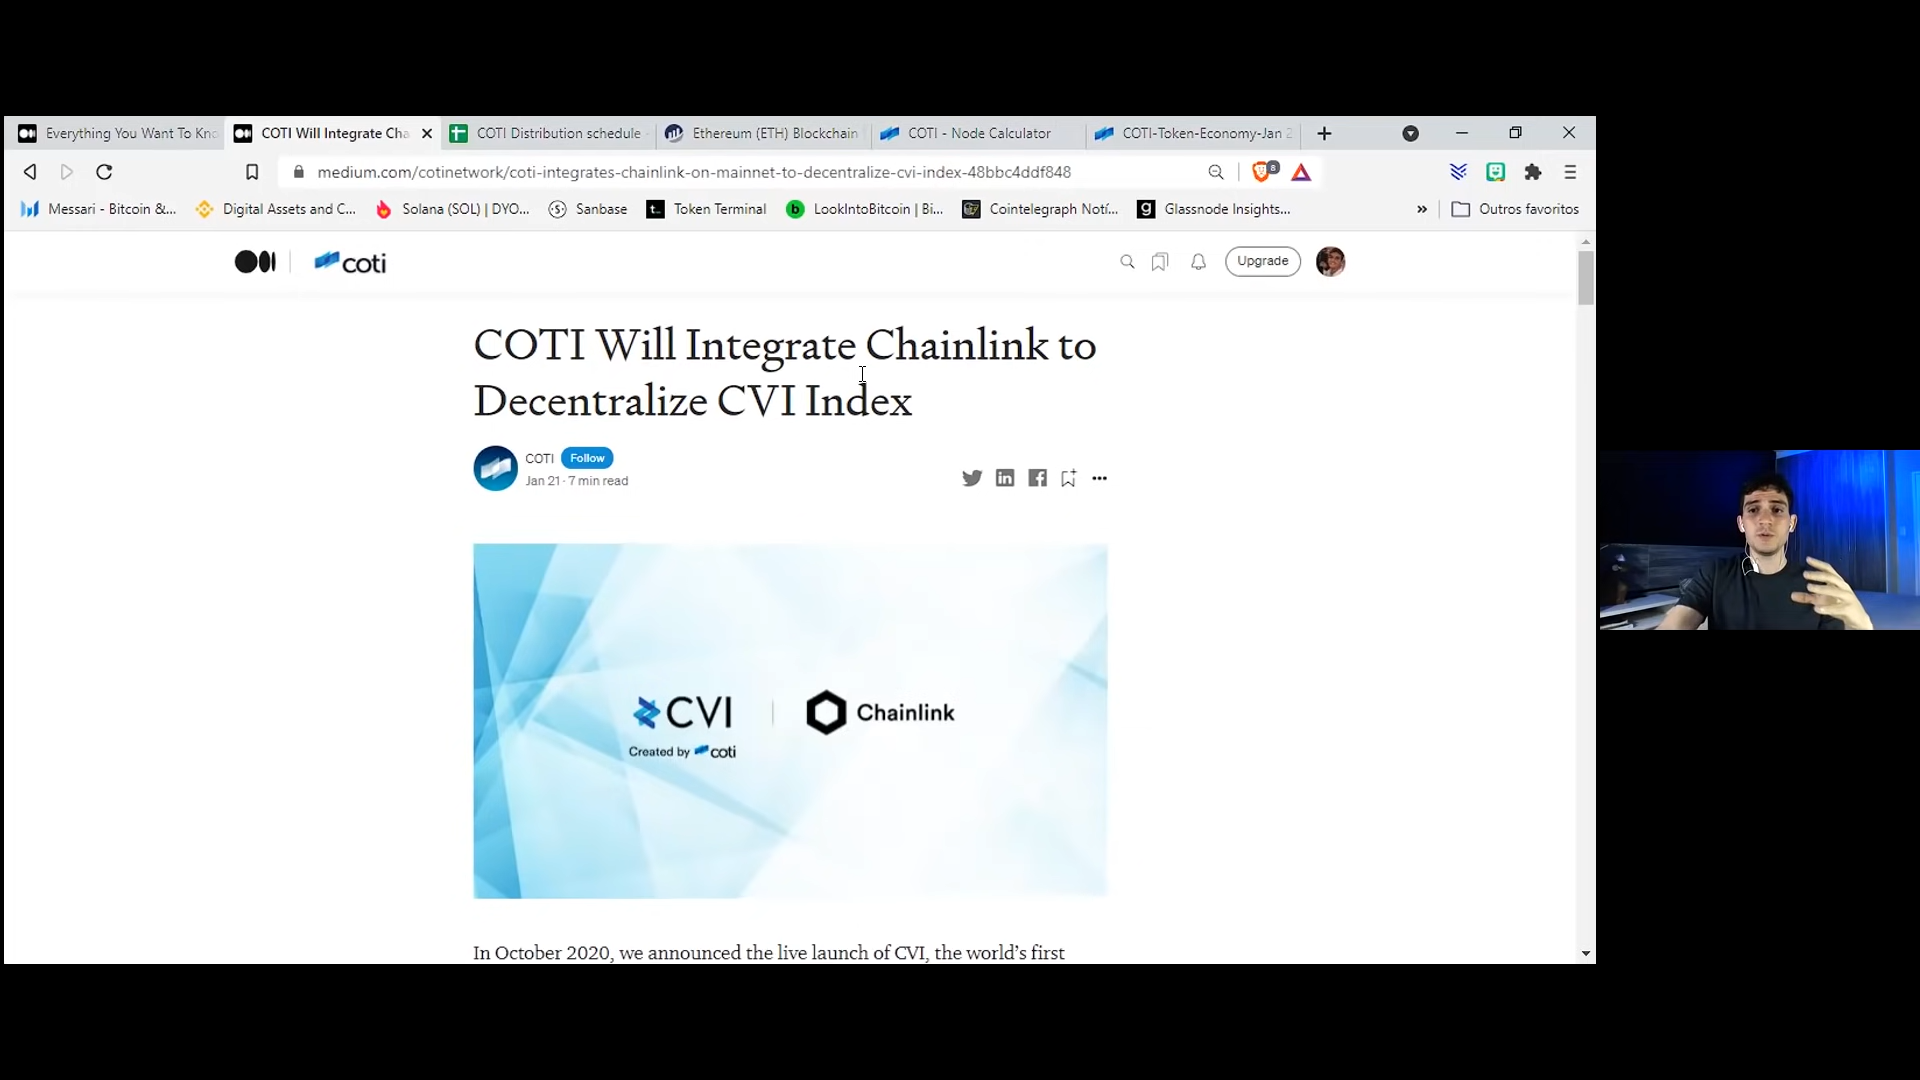 Everything You Want To Kno
COTI Will Integrate Cha
COTI Distribution schedule
Ethereum (ETH) Blockchain
COTI - Node Calculator
COTI-Token-Economy-Jan 2
medium.com/cotinetwork/coti-integrates-chainlink-on-mainnet-to-decentralize-cvi-index-48bbc4ddf848
8
Messari - Bitcoin &...
Digital Assets and C...
Solana (SOL) | DYO...
Sanbase
Token Terminal
LookIntoBitcoin | Bi...
Cointelegraph Notí...
Glassnode Insights...
Outros favoritos
coti
Upgrade
COTI Will Integrate Chainlink to
Decentralize CVI Index
COTI Follow
Jan 21 · 7 min read
CVI
Chainlink
Created by coti
In October 2020, we announced the live launch of CVI, the world’s first